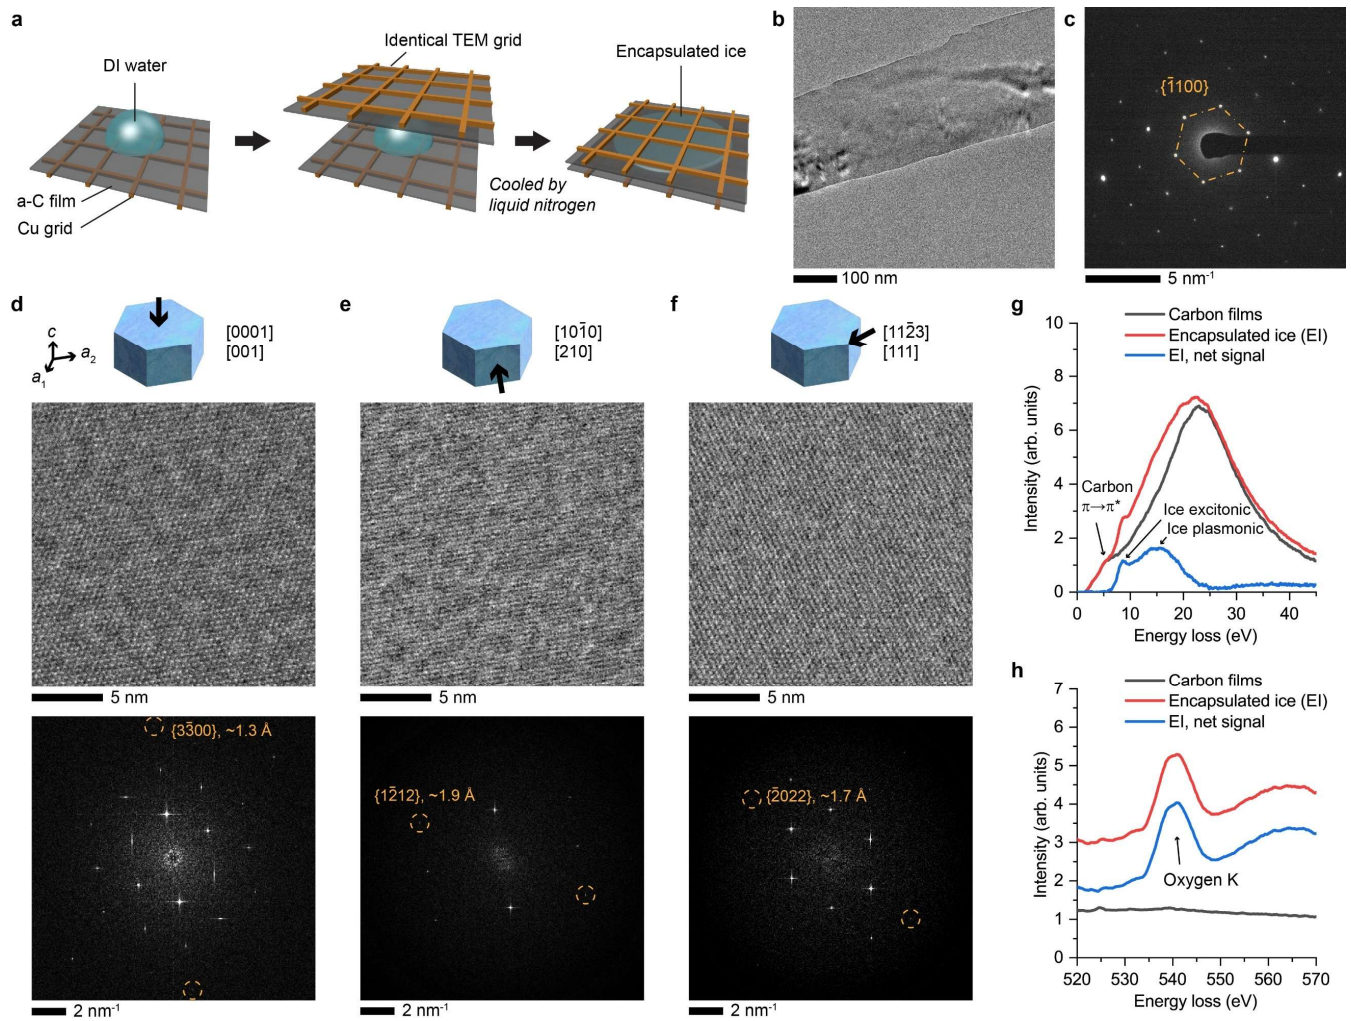 a
DI water
a-C film
Cu grid
Identical TEM grid
Cooled by
liquid nitrogen
Encapsulated ice
b
100 nm
c
{1̄100}
5 nm⁻¹
d
c
a₂
a₁
[0001]
[001]
5 nm
{33̄00}, ~1.3 Å
2 nm⁻¹
e
[101̄0]
[210]
5 nm
{12̄12}, ~1.9 Å
2 nm⁻¹
f
[112̄3]
[111]
5 nm
{2̄022}, ~1.7 Å
2 nm⁻¹
g
Carbon films
Encapsulated ice (EI)
EI, net signal
10
8
6
4
2
0
Intensity (arb. units)
Carbon
π→π*
Ice excitonic
Ice plasmonic
0 10 20 30 40
Energy loss (eV)
h
Carbon films
Encapsulated ice (EI)
EI, net signal
7
6
5
4
3
2
1
0
Intensity (arb. units)
Oxygen K
520 530 540 550 560 570
Energy loss (eV)